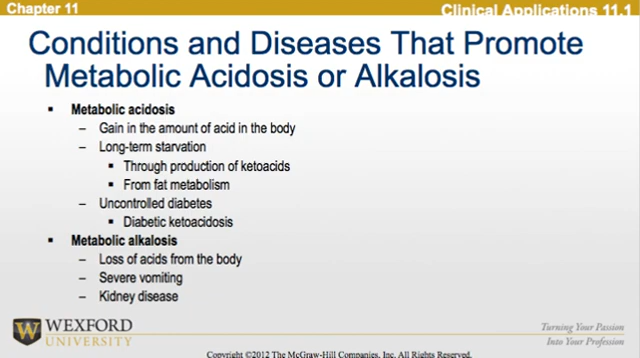 Chapter 11
Clinical Applications 11.1
Conditions and Diseases That Promote
Metabolic Acidosis or Alkalosis
▪ Metabolic acidosis
– Gain in the amount of acid in the body
– Long-term starvation
▪ Through production of ketoacids
▪ From fat metabolism
– Uncontrolled diabetes
▪ Diabetic ketoacidosis
▪ Metabolic alkalosis
– Loss of acids from the body
– Severe vomiting
– Kidney disease
W WEXFORD
UNIVERSITY
Turning Your Passion
Into Your Profession
Copyright ©2012 The McGraw-Hill Companies, Inc. All Rights Reserved.